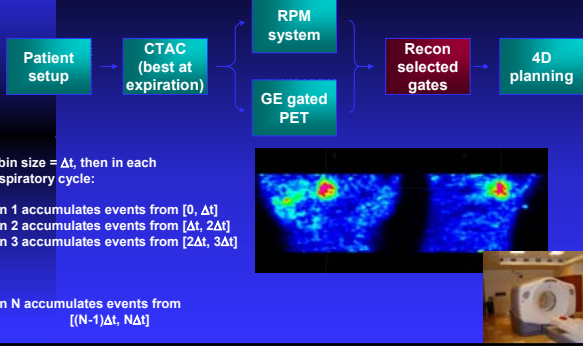 Patient
setup
CTAC
(best at
expiration)
RPM
system
GE gated
PET
Recon
selected
gates
4D
planning
bin size = Δt, then in each
spiratory cycle:
n 1 accumulates events from [0, Δt]
n 2 accumulates events from [Δt, 2Δt]
n 3 accumulates events from [2Δt, 3Δt]
n N accumulates events from
[(N-1)Δt, NΔt]